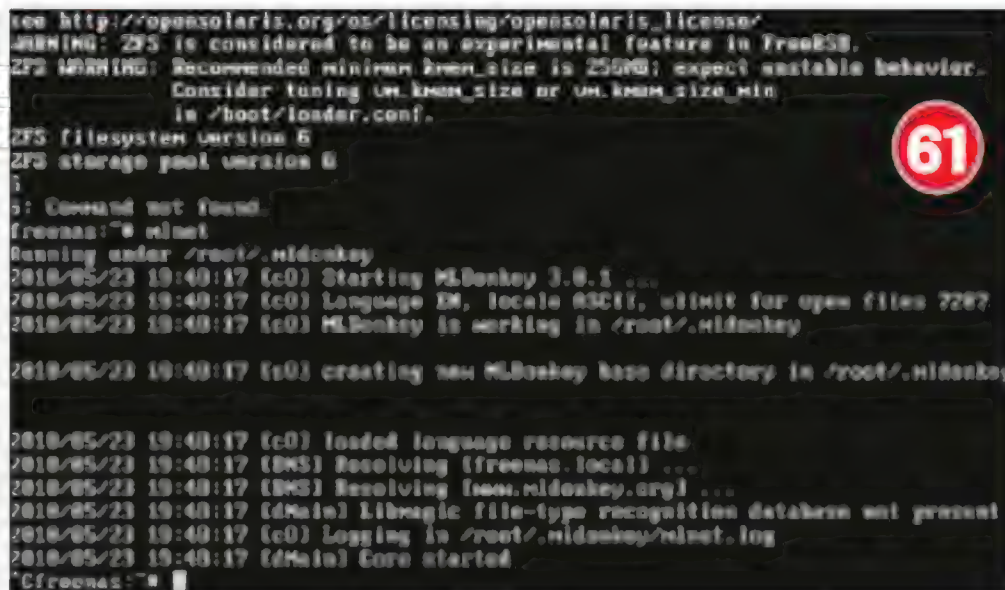 see http://opensolaris.org/os/licensing/opensolaris_license/
WARNING: ZFS is considered to be an experimental feature in FreeBSD.
ZFS WARNING: Recommended minimum kmem_size is 256MB; expect unstable behavior.
Consider tuning vm.kmem_size or vm.kmem_size_min
in /boot/loader.conf.
ZFS filesystem version 6
ZFS storage pool version 6
: Command not found.
freenas:~# mlnet
Running under /root/.mldonkey
2010/05/23 19:40:17 [cO] Starting MLDonkey 3.0.1 ...
2010/05/23 19:40:17 [cO] Language EN, locale ASCII, ulimit for open files 7207
2010/05/23 19:40:17 [cO] MLDonkey is working in /root/.mldonkey
2010/05/23 19:40:17 [cO] creating new MLDonkey base directory in /root/.mldonkey
2010/05/23 19:40:17 [cO] loaded language resource file
2010/05/23 19:40:17 [DNS] Resolving [freenas.local] ...
2010/05/23 19:40:17 [DNS] Resolving [www.mldonkey.org] ...
2010/05/23 19:40:17 [dMain] Libmagic file-type recognition database not present
2010/05/23 19:40:17 [cO] Logging in /root/.mldonkey/mlnet.log
2010/05/23 19:40:17 [dMain] Core started
^Cfreenas:~#
61